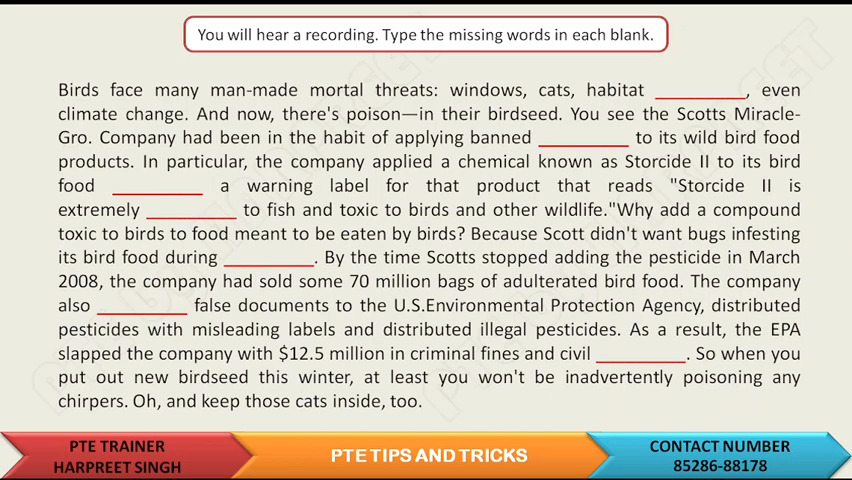 You will hear a recording. Type the missing words in each blank.
Birds face many man-made mortal threats: windows, cats, habitat __________, even
climate change. And now, there's poison—in their birdseed. You see the Scotts Miracle-
Gro. Company had been in the habit of applying banned __________ to its wild bird food
products. In particular, the company applied a chemical known as Storcide II to its bird
food __________ a warning label for that product that reads "Storcide II is
extremely __________ to fish and toxic to birds and other wildlife."Why add a compound
toxic to birds to food meant to be eaten by birds? Because Scott didn't want bugs infesting
its bird food during __________. By the time Scotts stopped adding the pesticide in March
2008, the company had sold some 70 million bags of adulterated bird food. The company
also __________ false documents to the U.S.Environmental Protection Agency, distributed
pesticides with misleading labels and distributed illegal pesticides. As a result, the EPA
slapped the company with $12.5 million in criminal fines and civil __________. So when you
put out new birdseed this winter, at least you won't be inadvertently poisoning any
chirpers. Oh, and keep those cats inside, too.
PTE TRAINER
HARPREET SINGH
PTE TIPS AND TRICKS
CONTACT NUMBER
85286-88178